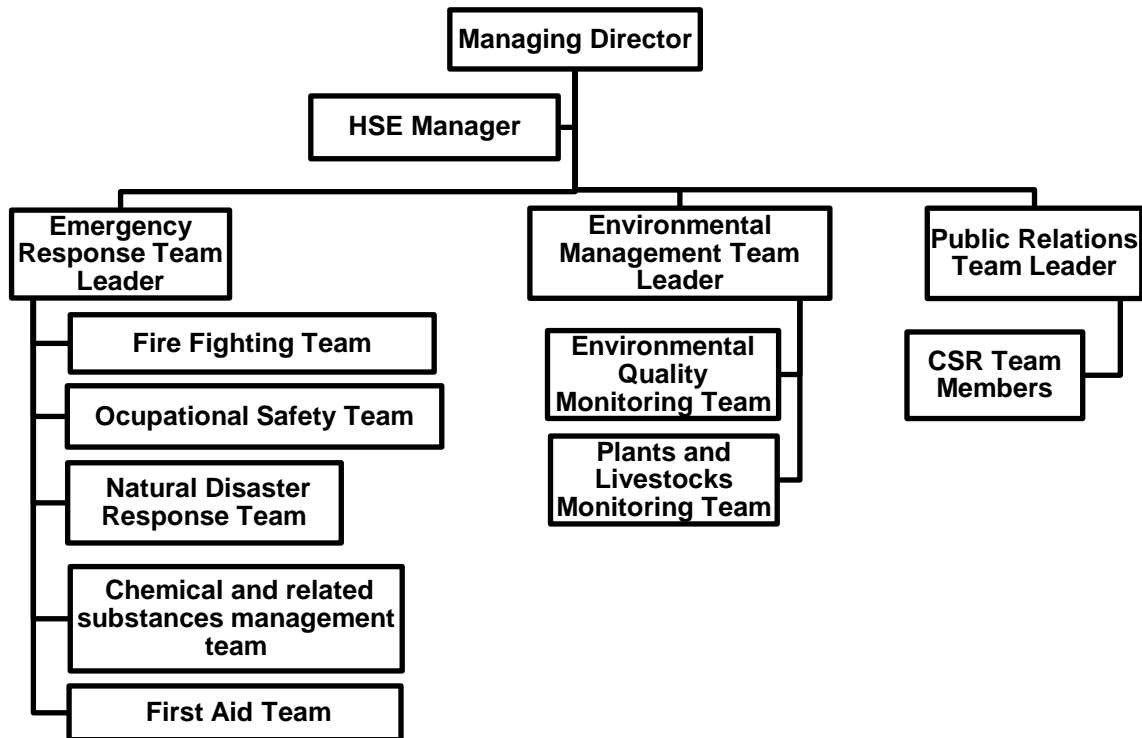 Managing Director
HSE Manager
Emergency
Response Team
Leader
Environmental
Management Team
Leader
Public Relations
Team Leader
Fire Fighting Team
Ocupational Safety Team
Natural Disaster
Response Team
Chemical and related
substances management
team
First Aid Team
Environmental
Quality
Monitoring Team
Plants and
Livestocks
Monitoring Team
CSR Team
Members